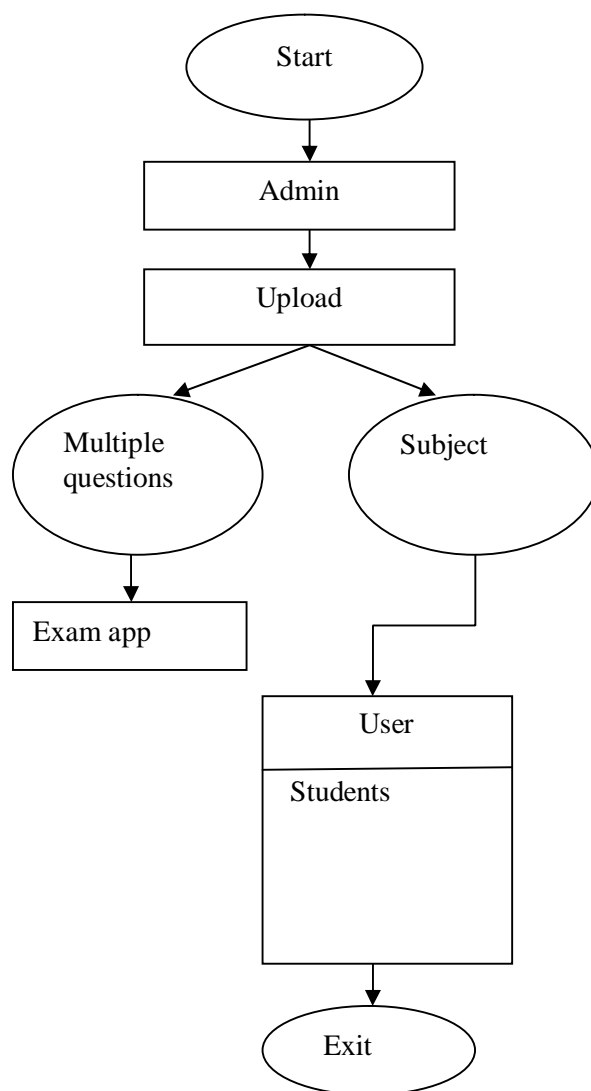 Start
Admin
Upload
Multiple
questions
Subject
Exam app
User
Students
Exit